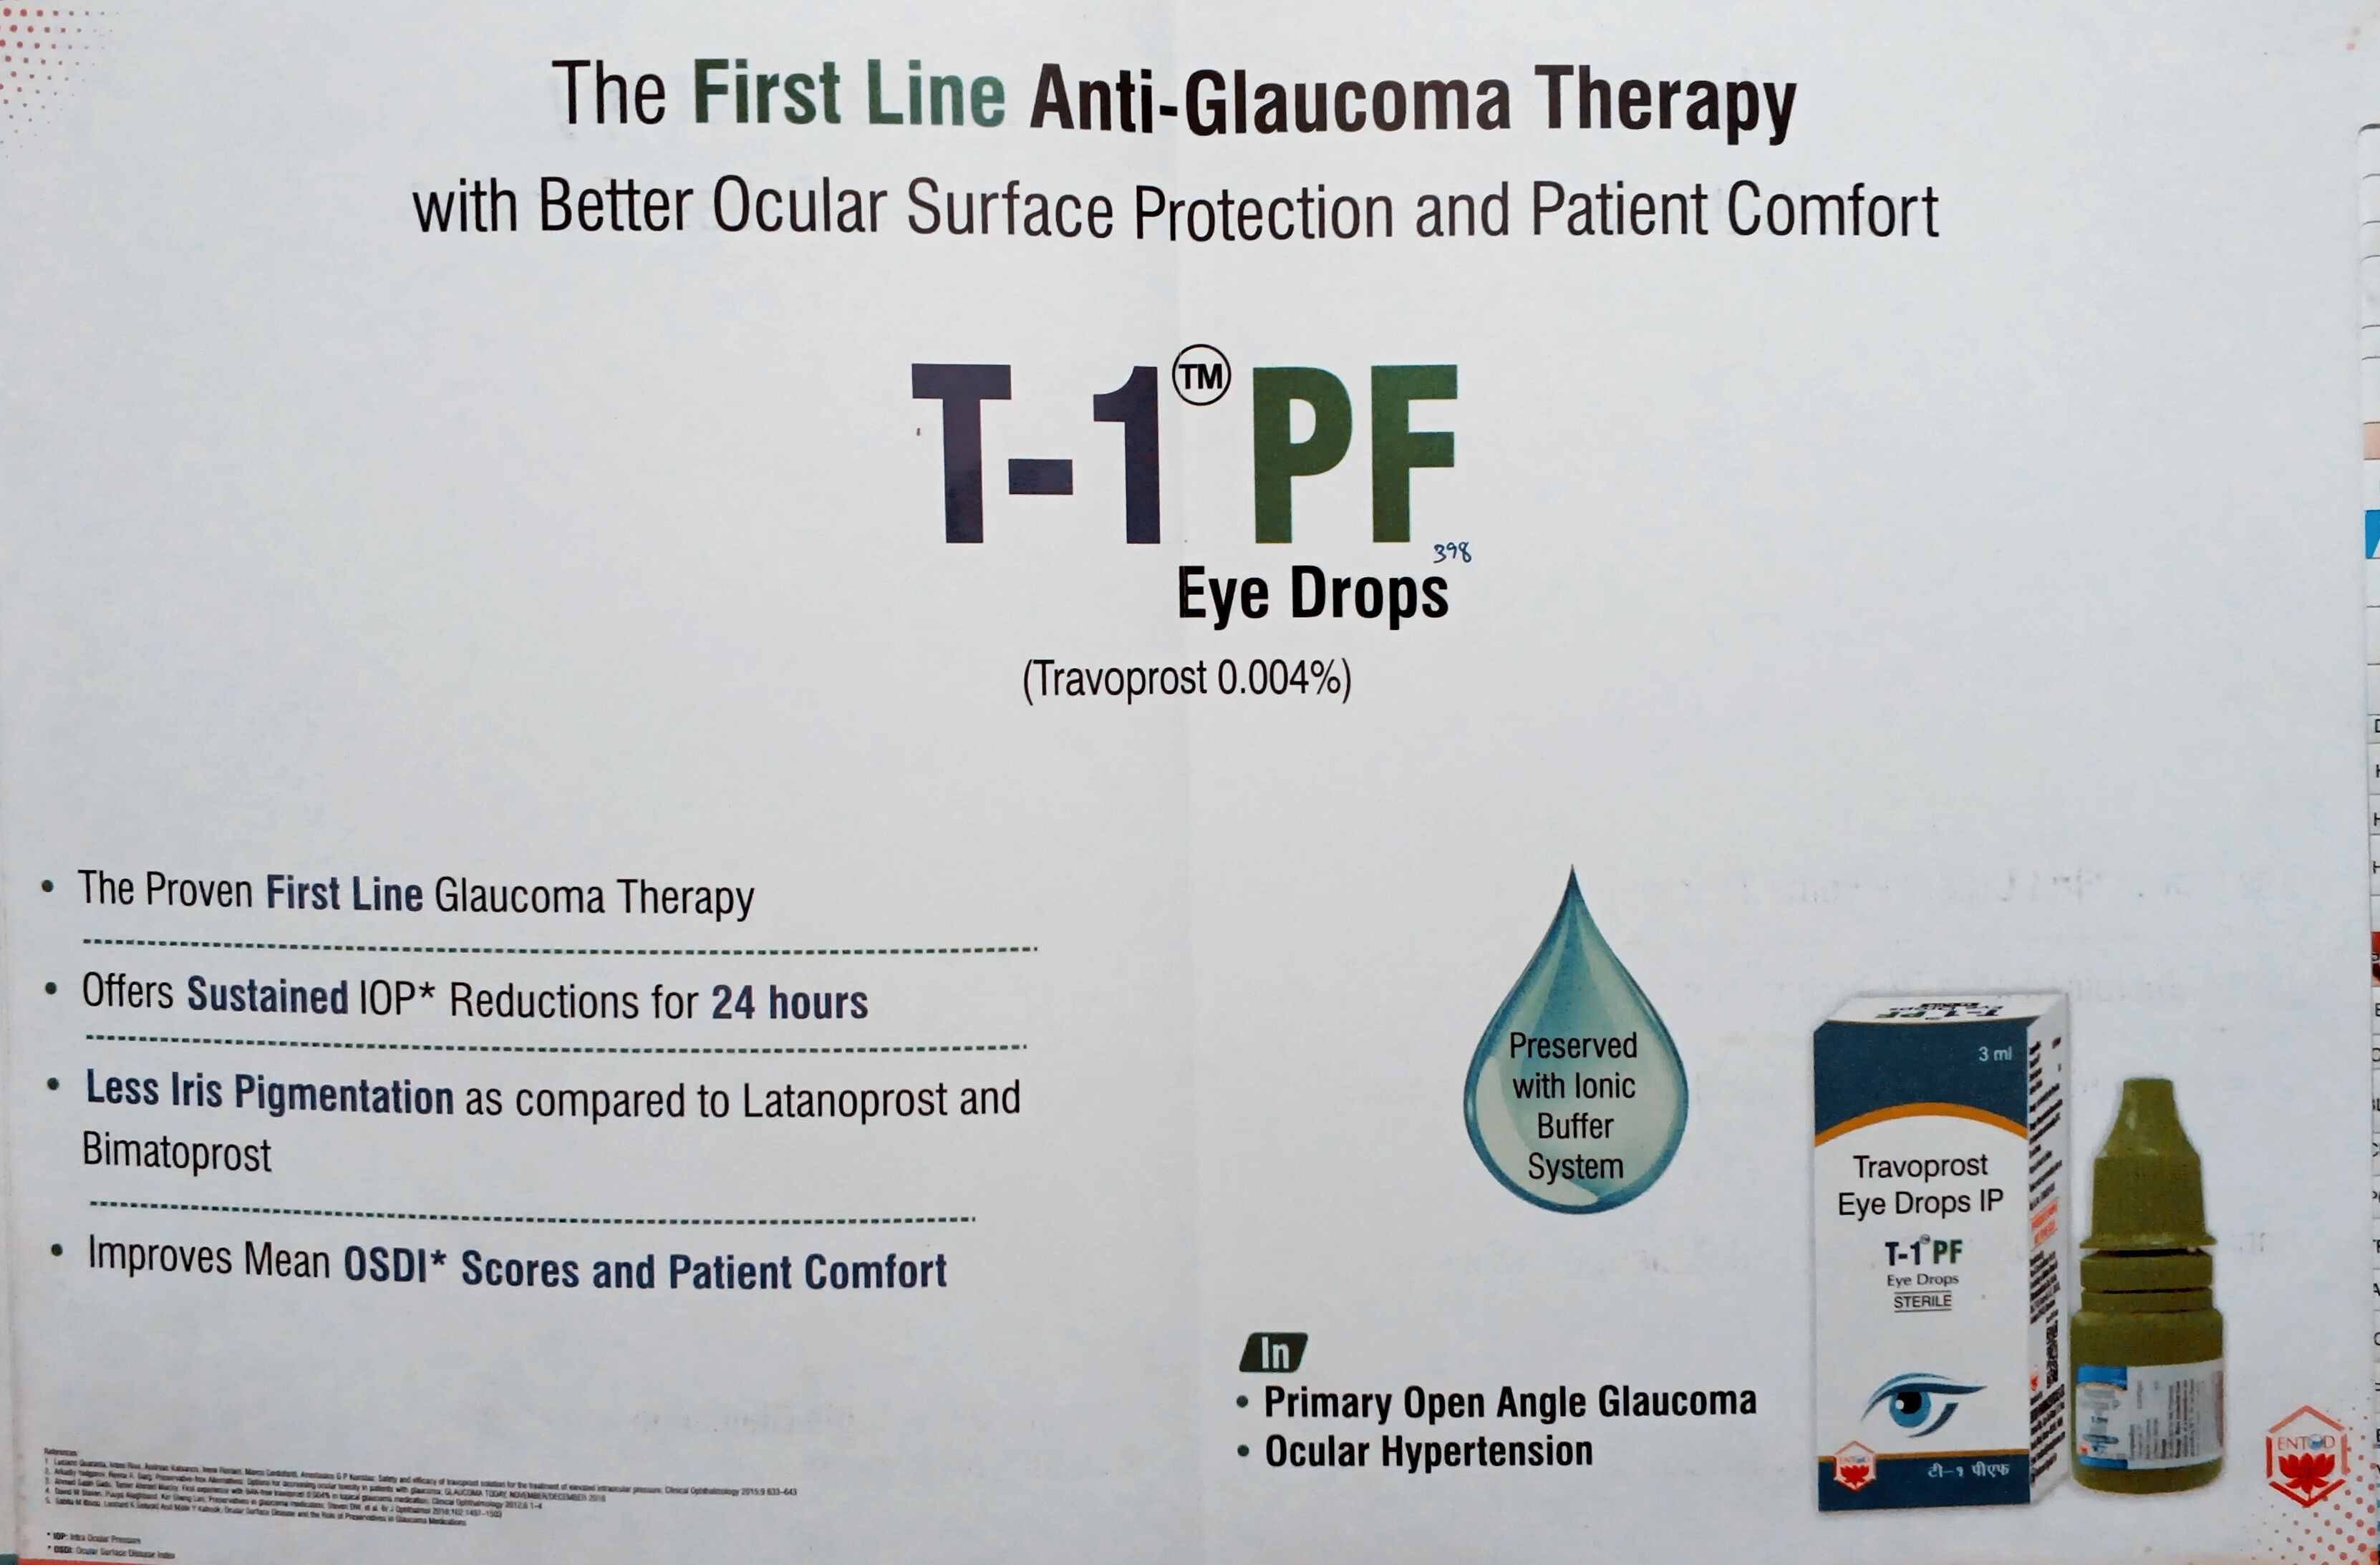 The First Line Anti-Glaucoma Therapy
with Better Ocular Surface Protection and Patient Comfort
T-1™ PF
398
Eye Drops
(Travoprost 0.004%)
• The Proven First Line Glaucoma Therapy
• Offers Sustained IOP* Reductions for 24 hours
• Less Iris Pigmentation as compared to Latanoprost and
Bimatoprost
• Improves Mean OSDI* Scores and Patient Comfort
Preserved
with Ionic
Buffer
System
In
• Primary Open Angle Glaucoma
• Ocular Hypertension
T-1 PF
3 ml
Travoprost
Eye Drops IP
T-1™ PF
Eye Drops
STERILE
ENTOD
टी-१ पीएफ
ENTOD
References
* IOP: Intra Ocular Pressure
* OSDI: Ocular Surface Disease Index